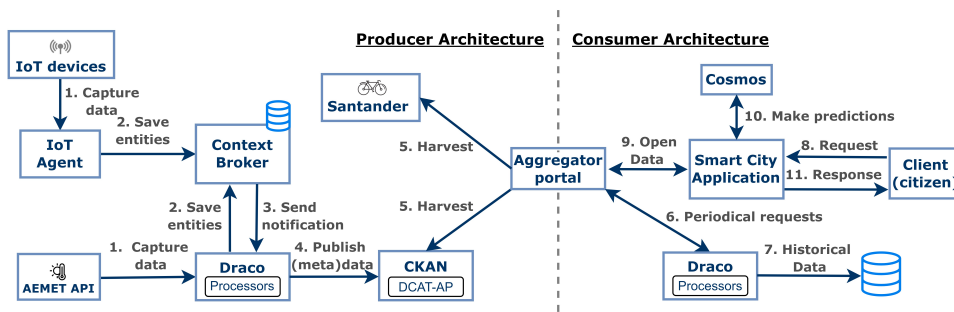 Producer Architecture
Consumer Architecture
IoT devices
1. Capture
data
IoT
Agent
2. Save
entities
Context
Broker
Santander
5. Harvest
5. Harvest
Aggregator
portal
9. Open
Data
Cosmos
10. Make predictions
Smart City
Application
8. Request
11. Response
Client
(citizen)
2. Save
entities
3. Send
notification
AEMET API
1. Capture
data
Draco
Processors
4. Publish
(meta)data
CKAN
DCAT-AP
6. Periodical requests
Draco
Processors
7. Historical
Data